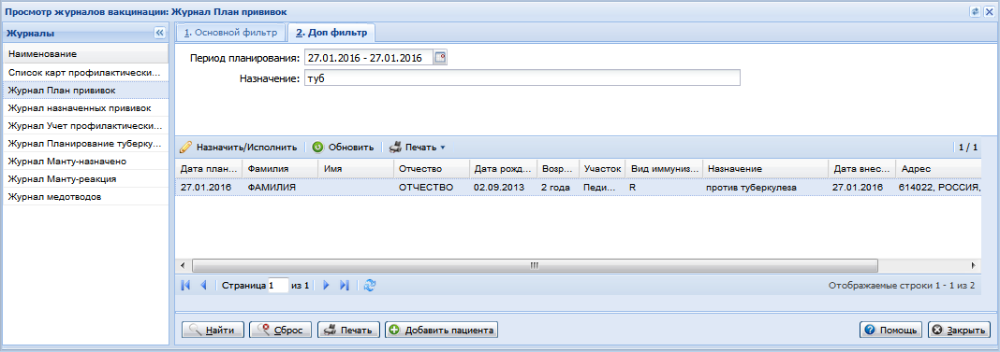 Просмотр журналов вакцинации: Журнал План прививок
Журналы
Наименование
Список карт профилактически...
Журнал План прививок
Журнал назначенных прививок
Журнал Учет профилактически...
Журнал Планирование туберку...
Журнал Манту-назначено
Журнал Манту-реакция
Журнал медотводов
1. Основной фильтр 2. Доп фильтр
Период планирования: 27.01.2016 - 27.01.2016
Назначение: туб
Назначить/Исполнить Обновить Печать 1 / 1
Дата план... Фамилия Имя Отчество Дата рожд... Возр... Участок Вид иммуниз... Назначение Дата внес... Адрес
27.01.2016 ФАМИЛИЯ ОТЧЕСТВО 02.09.2013 2 года Педи... R против туберкулеза 27.01.2016 614022, РОССИЯ,
Страница 1 из 1 Отображаемые строки 1 - 1 из 2
Найти Сброс Печать Добавить пациента Помощь Закрыть